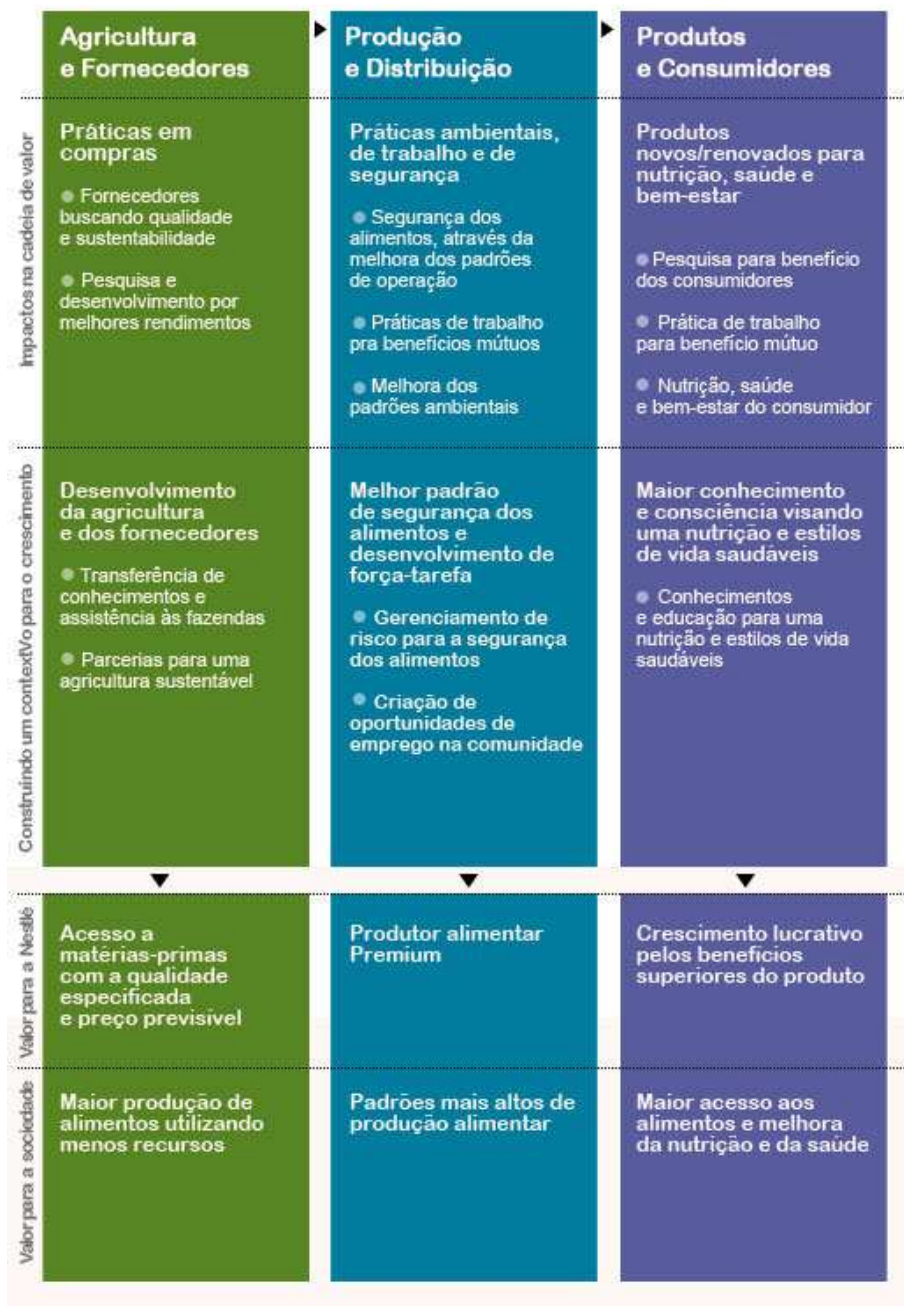 Agricultura
e Fornecedores
Produção
e Distribuição
Produtos
e Consumidores
Impactos na cadeia de valor
Práticas em
compras
● Fornecedores
buscando qualidade
e sustentabilidade
● Pesquisa e
desenvolvimento por
melhores rendimentos
Práticas ambientais,
de trabalho e de
segurança
● Segurança dos
alimentos, através da
melhora dos padrões
de operação
● Práticas de trabalho
pra benefícios mútuos
● Melhora dos
padrões ambientais
Produtos
novos/renovados para
nutrição, saúde e
bem-estar
● Pesquisa para benefício
dos consumidores
● Prática de trabalho
para benefício mútuo
● Nutrição, saúde
e bem-estar do consumidor
Construindo um contextVo para o crescimento
Desenvolvimento
da agricultura
e dos fornecedores
● Transferência de
conhecimentos e
assistência às fazendas
● Parcerias para uma
agricultura sustentável
Melhor padrão
de segurança dos
alimentos e
desenvolvimento de
força-tarefa
● Gerenciamento de
risco para a segurança
dos alimentos
● Criação de
oportunidades de
emprego na comunidade
Maior conhecimento
e consciência visando
uma nutrição e estilos
de vida saudáveis
● Conhecimentos
e educação para uma
nutrição e estilos de vida
saudáveis
Valor para a Nestlé
Acesso a
matérias-primas
com a qualidade
especificada
e preço previsível
Produtor alimentar
Premium
Crescimento lucrativo
pelos benefícios
superiores do produto
Valor para a sociedade
Maior produção de
alimentos utilizando
menos recursos
Padrões mais altos de
produção alimentar
Maior acesso aos
alimentos e melhora
da nutrição e da saúde